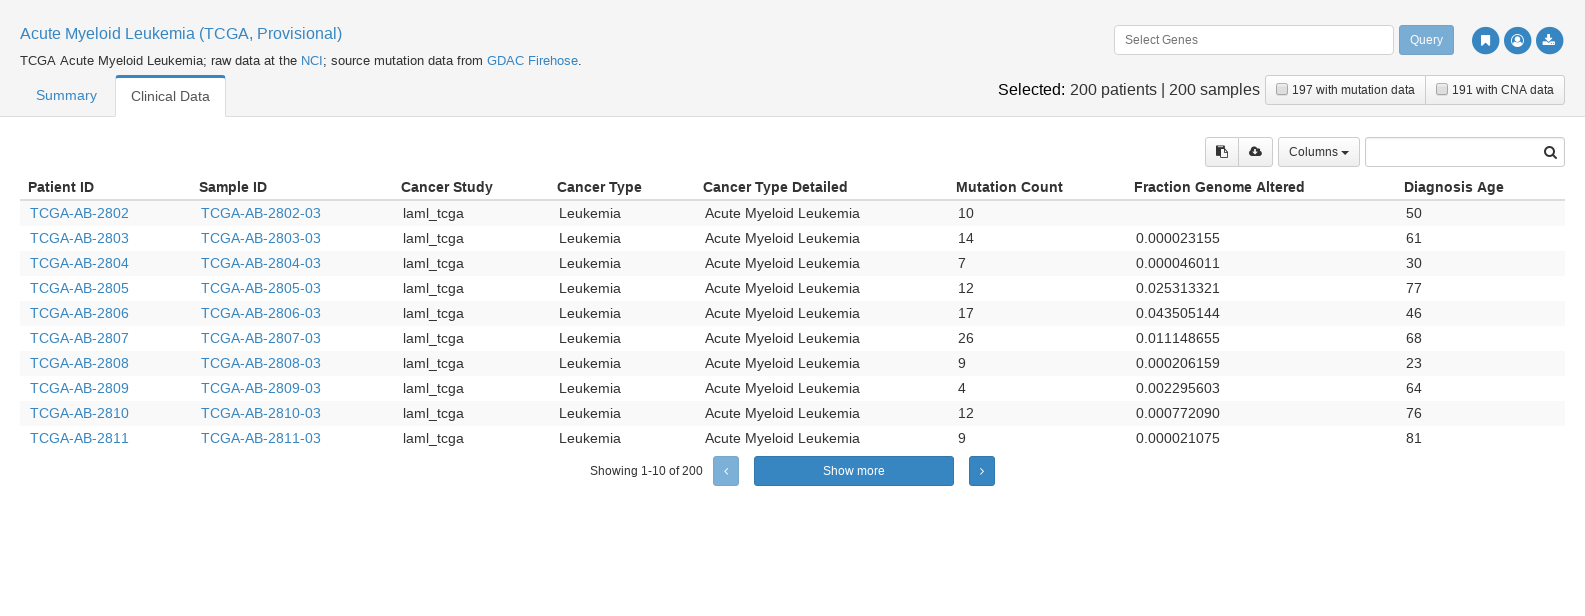 Acute Myeloid Leukemia (TCGA, Provisional)
Select Genes Query
TCGA Acute Myeloid Leukemia; raw data at the NCI; source mutation data from GDAC Firehose.
Summary Clinical Data
Selected: 200 patients | 200 samples 197 with mutation data 191 with CNA data
Columns
Patient ID Sample ID Cancer Study Cancer Type Cancer Type Detailed Mutation Count Fraction Genome Altered Diagnosis Age
TCGA-AB-2802 TCGA-AB-2802-03 laml_tcga Leukemia Acute Myeloid Leukemia 10 50
TCGA-AB-2803 TCGA-AB-2803-03 laml_tcga Leukemia Acute Myeloid Leukemia 14 0.000023155 61
TCGA-AB-2804 TCGA-AB-2804-03 laml_tcga Leukemia Acute Myeloid Leukemia 7 0.000046011 30
TCGA-AB-2805 TCGA-AB-2805-03 laml_tcga Leukemia Acute Myeloid Leukemia 12 0.025313321 77
TCGA-AB-2806 TCGA-AB-2806-03 laml_tcga Leukemia Acute Myeloid Leukemia 17 0.043505144 46
TCGA-AB-2807 TCGA-AB-2807-03 laml_tcga Leukemia Acute Myeloid Leukemia 26 0.011148655 68
TCGA-AB-2808 TCGA-AB-2808-03 laml_tcga Leukemia Acute Myeloid Leukemia 9 0.000206159 23
TCGA-AB-2809 TCGA-AB-2809-03 laml_tcga Leukemia Acute Myeloid Leukemia 4 0.002295603 64
TCGA-AB-2810 TCGA-AB-2810-03 laml_tcga Leukemia Acute Myeloid Leukemia 12 0.000772090 76
TCGA-AB-2811 TCGA-AB-2811-03 laml_tcga Leukemia Acute Myeloid Leukemia 9 0.000021075 81
Showing 1-10 of 200 Show more